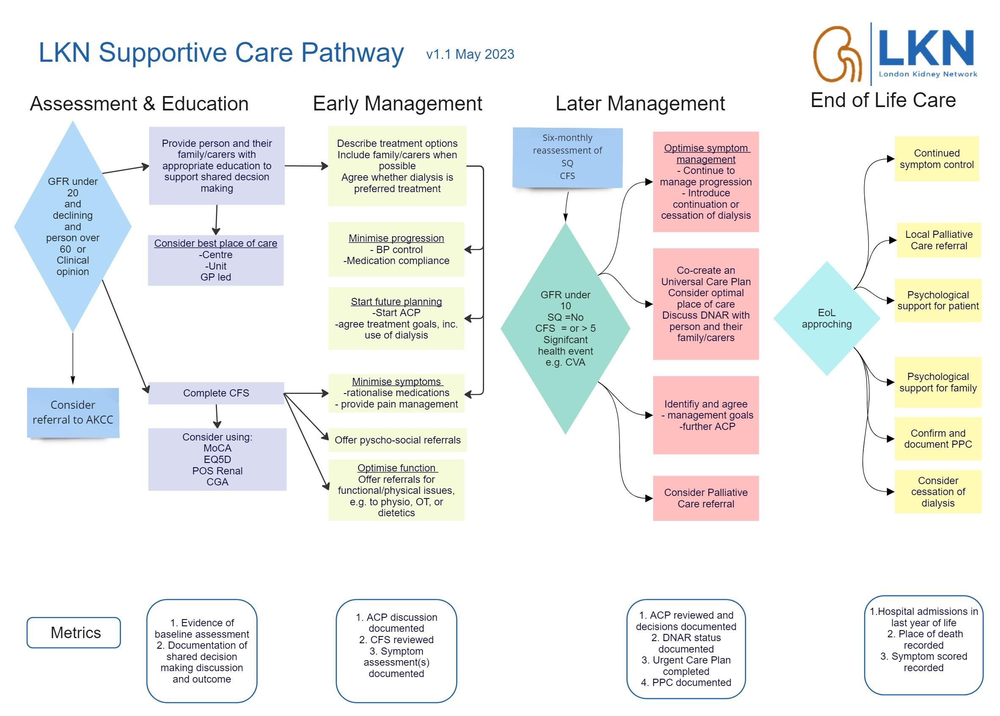 LKN Supportive Care Pathway v1.1 May 2023
LKN
London Kidney Network
Assessment & Education
Early Management
Later Management
End of Life Care
GFR under
20
and
declining
and
person over
60 or
Clinical
opinion
Consider
referral to AKCC
Provide person and their
family/carers with
appropriate education to
support shared decsion
making
Consider best place of care
-Centre
-Unit
GP led
Complete CFS
Consider using:
MoCA
EQ5D
POS Renal
CGA
Describe treatment options
Include family/carers when
possible
Agree whether dialysis is
preferred treatment
Minimise progression
- BP control
-Medication compliance
Start future planning
-Start ACP
-agree treatment goals, inc.
use of dialysis
Minimise symptoms
-rationalise medications
- provide pain management
Offer pyscho-social referrals
Optimise function
Offer referrals for
functional/physical issues,
e.g. to physio, OT, or
dietetics
Six-monthly
reassessment of
SQ
CFS
GFR under
10
SQ =No
CFS = or > 5
Signifcant
health event
e.g. CVA
Optimise symptom
management
- Continue to
manage progression
- Introduce
continuation or
cessation of dialysis
Co-create an
Universal Care Plan
Consider optimal
place of care
Discuss DNAR with
person and their
family/carers
Identifiy and agree
- management goals
-further ACP
Consider Palliative
Care referral
EoL
approching
Continued
symptom control
Local Palliative
Care referral
Psychological
support for patient
Psychological
support for family
Confirm and
document PPC
Consider
cessation of
dialysis
Metrics
1. Evidence of
baseline assessment
2. Documentation of
shared decision
making discussion
and outcome
1. ACP discussion
documented
2. CFS reviewed
3. Symptom
assessment(s)
documented
1. ACP reviewed and
decisions documented
2. DNAR status
documented
3. Urgent Care Plan
completed
4. PPC documented
1.Hospital admissions in
last year of life
2. Place of death
recorded
3. Symptom scored
recorded